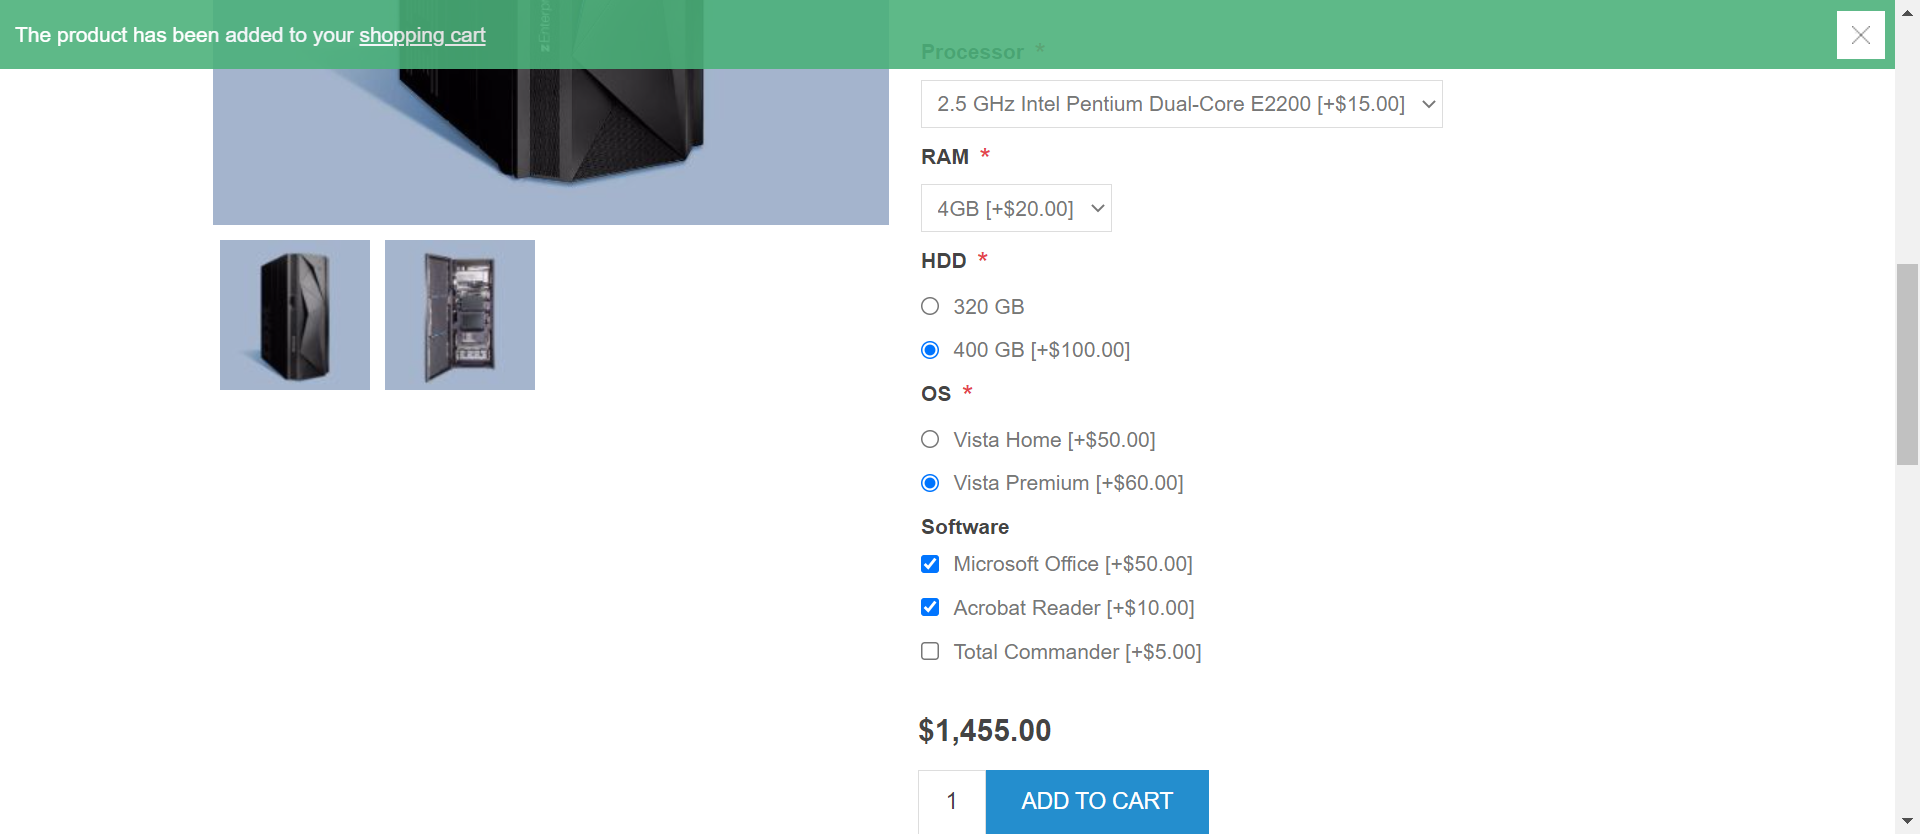 The product has been added to your shopping cart
Processor *
2.5 GHz Intel Pentium Dual-Core E2200 [+$15.00]
RAM *
4GB [+$20.00]
HDD *
320 GB
400 GB [+$100.00]
OS *
Vista Home [+$50.00]
Vista Premium [+$60.00]
Software
Microsoft Office [+$50.00]
Acrobat Reader [+$10.00]
Total Commander [+$5.00]
$1,455.00
1 ADD TO CART